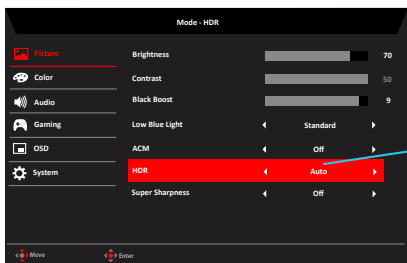 Mode - HDR
Picture
Brightness 70
Color
Contrast 50
Audio
Black Boost 9
Gaming
Low Blue Light Standard
OSD
ACM Off
System
HDR Auto
Super Sharpness Off
Move Enter